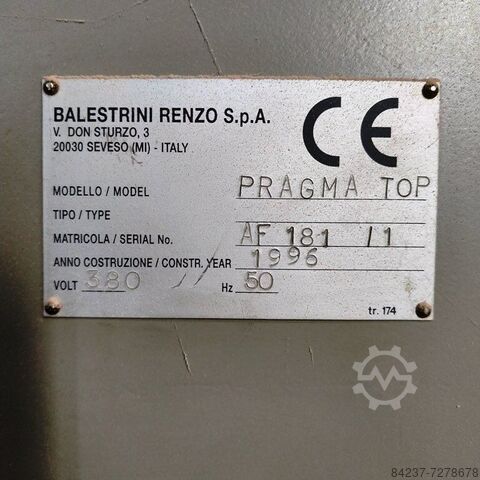 BALESTRINI RENZO S.p.A.
V. DON STURZO, 3
20030 SEVESO (MI) - ITALY
CE
MODELLO / MODEL PRAGMA TOP
TIPO / TYPE
MATRICOLA / SERIAL No. AF 181 /1
ANNO COSTRUZIONE / CONSTR. YEAR 1996
VOLT 380 Hz 50
tr. 174
84237-7278678